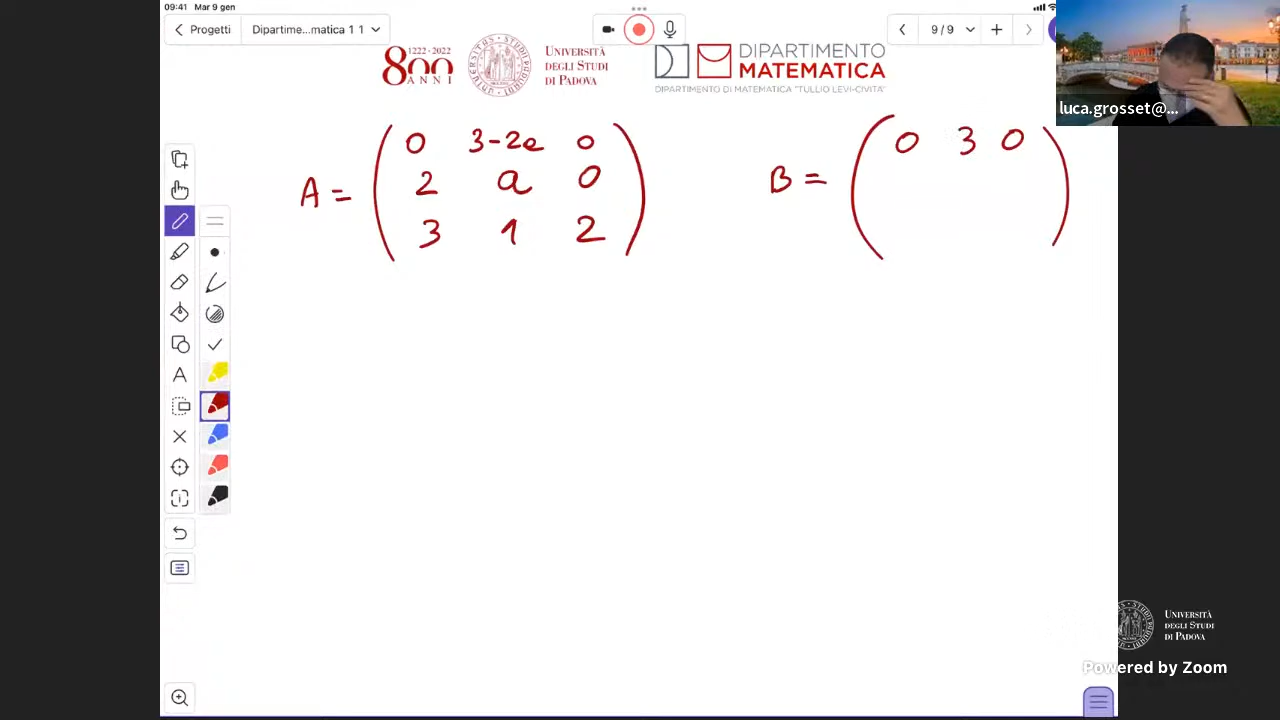 09:41 Mar 9 gen
Progetti
Dipartime...matica 1 1
9/9
luca.grosset@_...
1222·2022
800
ANNI
UNIVERSITÀ
DEGLI STUDI
DI PADOVA
DIPARTIMENTO
MATEMATICA
DIPARTIMENTO DI MATEMATICA "TULLIO LEVI-CIVITA"
0 3-2a 0
A = 2 a 0
3 1 2
0 3 0
B =
A
UNIVERSITÀ
DEGLI STUDI
DI PADOVA
Powered by Zoom